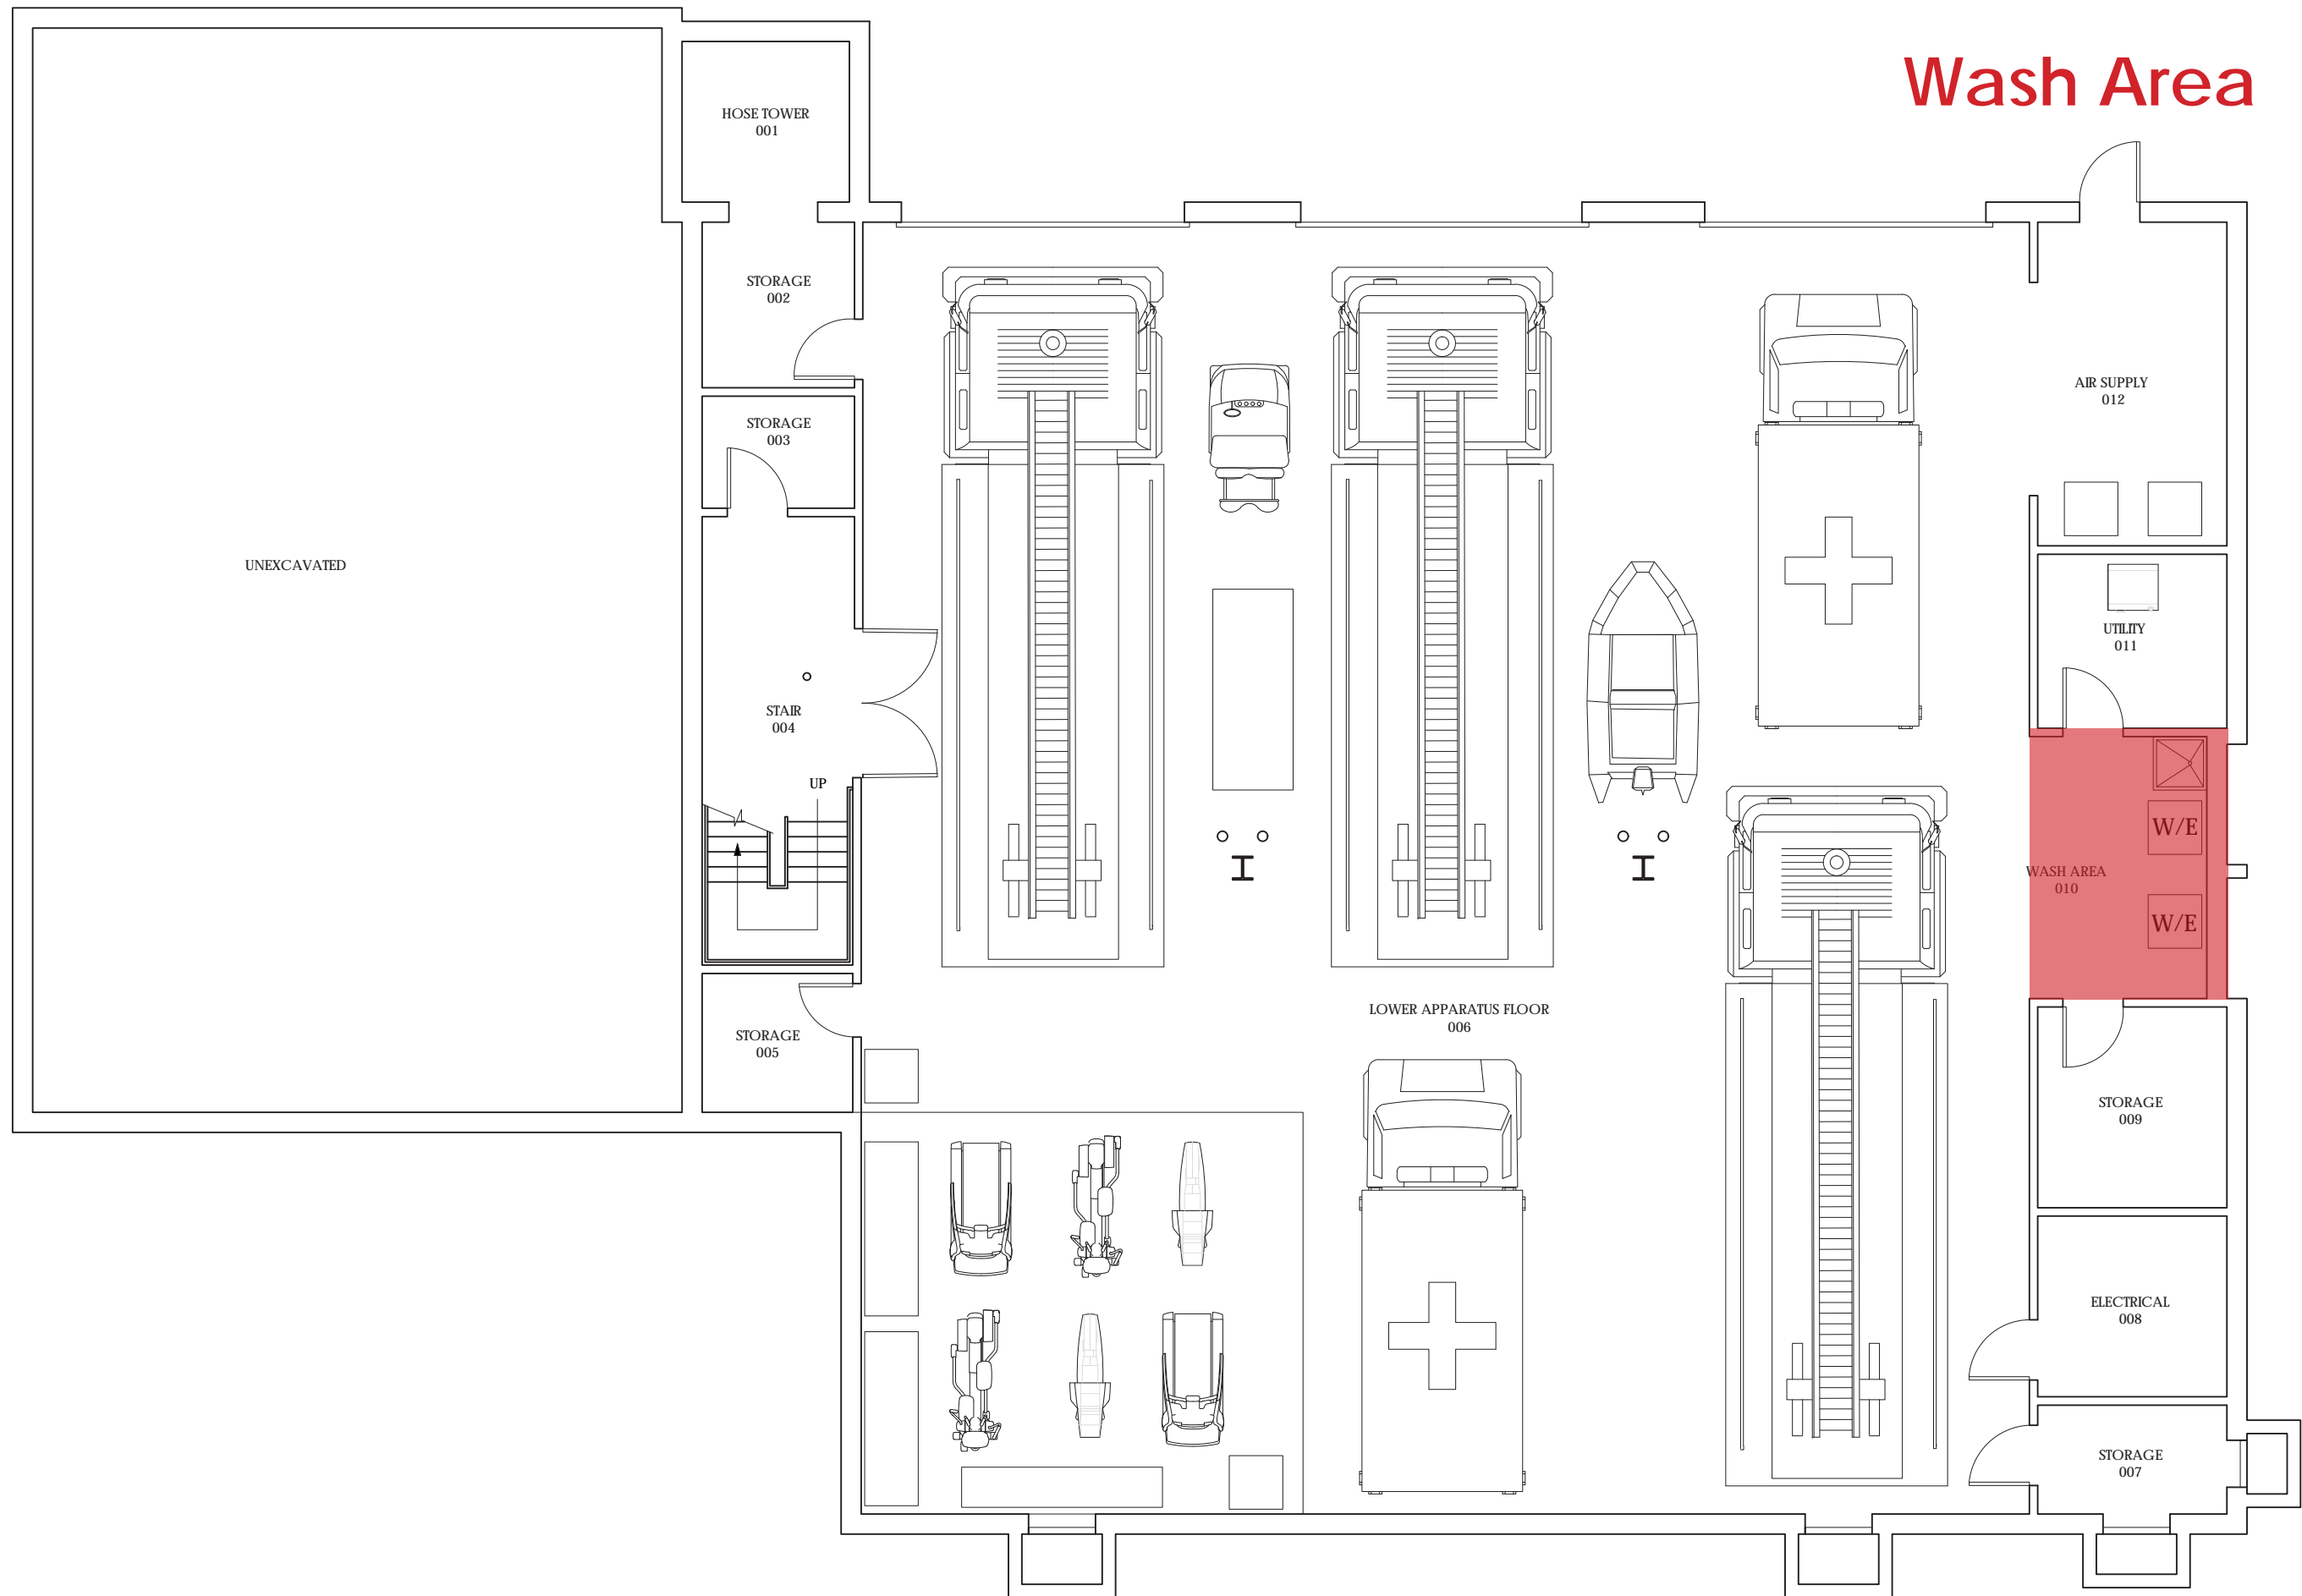 Wash Area
HOSE TOWER
001
STORAGE
002
AIR SUPPLY
012
STORAGE
003
UNEXCAVATED
UTILITY
011
STAIR
004
UP
W/E
WASH AREA
010
W/E
LOWER APPARATUS FLOOR
006
STORAGE
005
STORAGE
009
ELECTRICAL
008
STORAGE
007